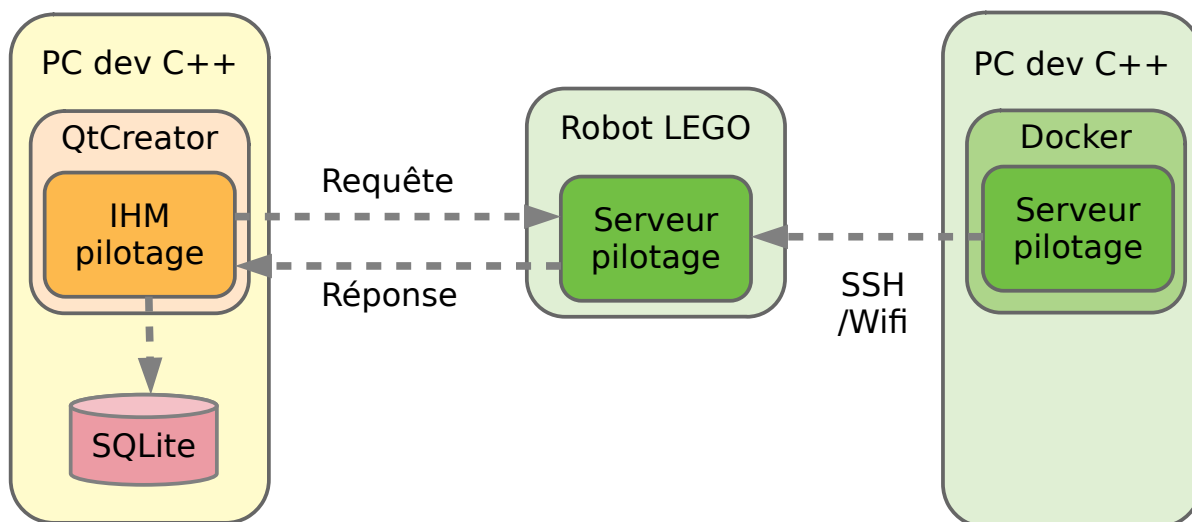 PC dev C++
QtCreator
IHM
pilotage
SQLite
Requête
Réponse
Robot LEGO
Serveur
pilotage
SSH
/Wifi
PC dev C++
Docker
Serveur
pilotage